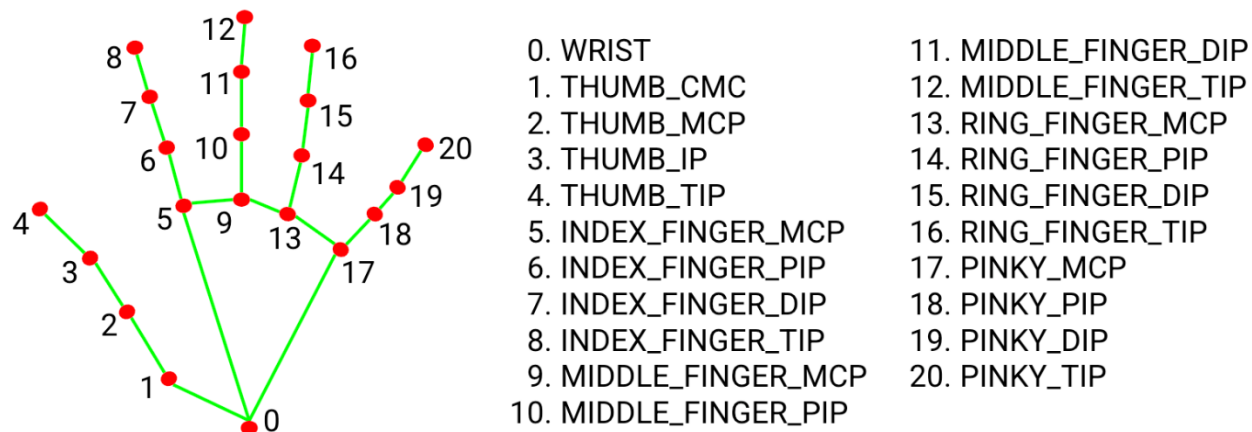 12
8
16
11
7
15
6
10
20
14
19
4
5
9
13
18
3
17
2
1
0
0. WRIST
1. THUMB_CMC
2. THUMB_MCP
3. THUMB_IP
4. THUMB_TIP
5. INDEX_FINGER_MCP
6. INDEX_FINGER_PIP
7. INDEX_FINGER_DIP
8. INDEX_FINGER_TIP
9. MIDDLE_FINGER_MCP
10. MIDDLE_FINGER_PIP
11. MIDDLE_FINGER_DIP
12. MIDDLE_FINGER_TIP
13. RING_FINGER_MCP
14. RING_FINGER_PIP
15. RING_FINGER_DIP
16. RING_FINGER_TIP
17. PINKY_MCP
18. PINKY_PIP
19. PINKY_DIP
20. PINKY_TIP